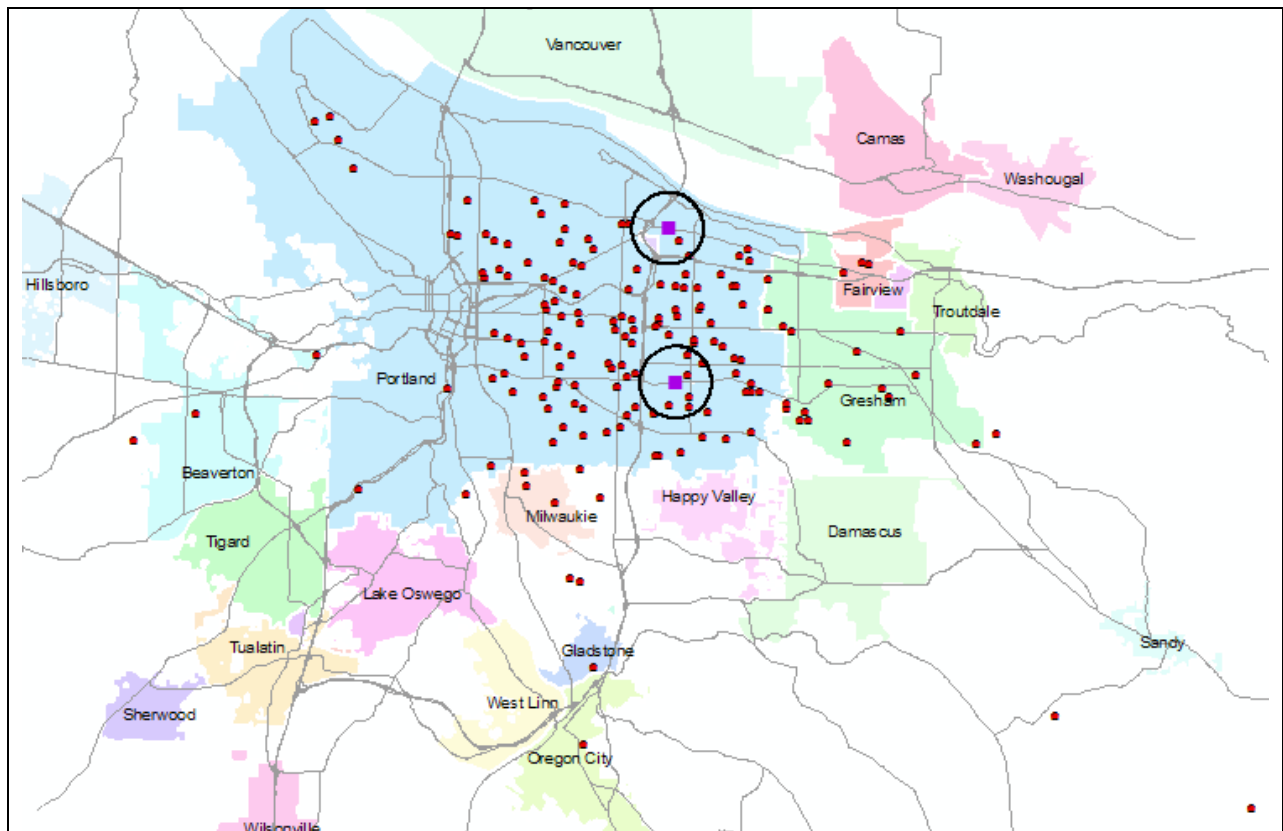 Vancouver
Camas
Washougal
Hillsboro
Fairview
Troutdale
Portland
Gresham
Beaverton
Happy Valley
Milwaukie
Damascus
Tigard
Lake Oswego
Tualatin
Gladstone
Sandy
West Linn
Sherwood
Oregon City
Wilsonville